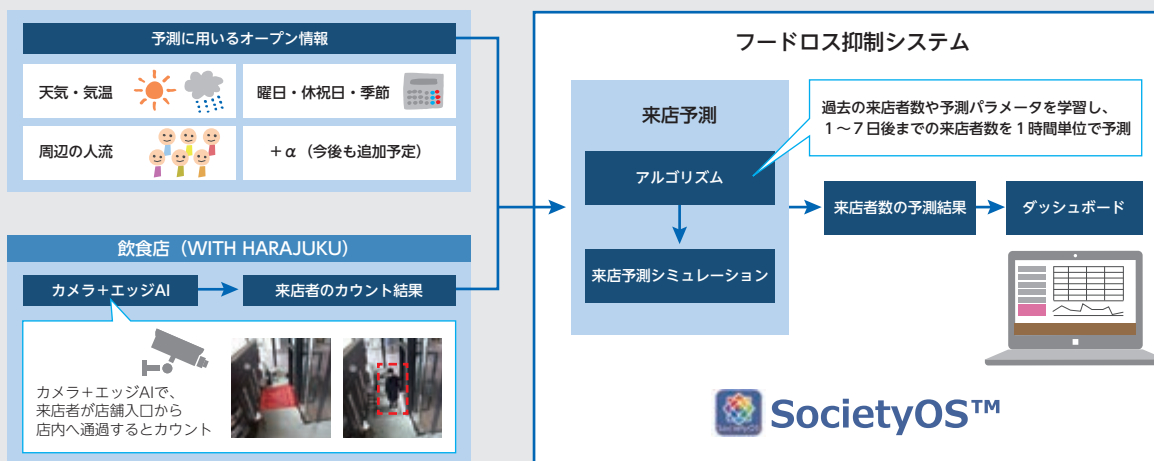 予測に用いるオープン情報
天気・気温
曜日・休祝日・季節
周辺の人流
+α(今後も追加予定)
飲食店(WITH HARAJUKU)
カメラ+エッジAI
来店者のカウント結果
カメラ+エッジAIで、
来店者が店舗入口から
店内へ通過するとカウント
フードロス抑制システム
来店予測
アルゴリズム
来店予測シミュレーション
過去の来店者数や予測パラメータを学習し、
1~7日後までの来店者数を1時間単位で予測
来店者数の予測結果
ダッシュボード
SocietyOS
SocietyOS™